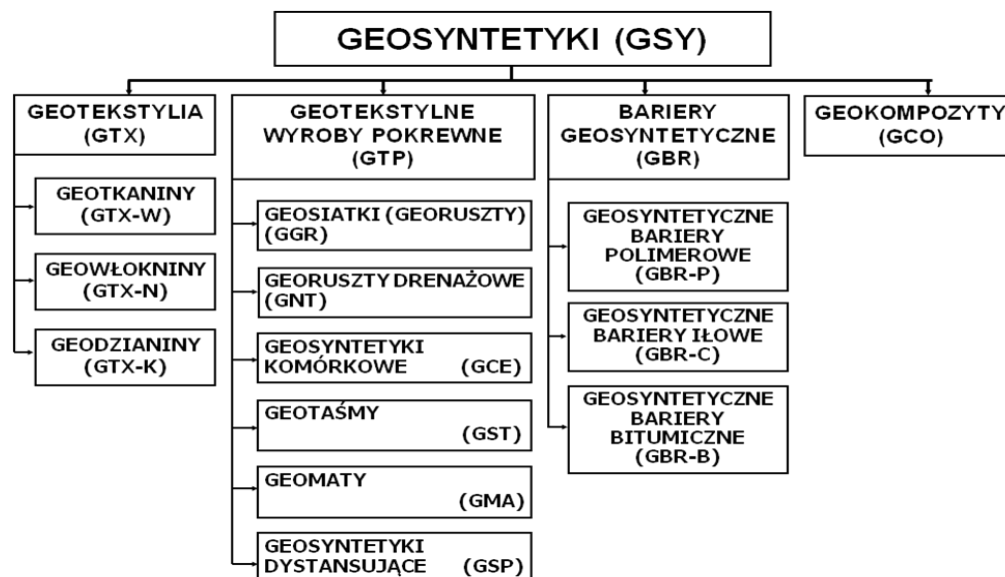 GEOSYNTETYKI (GSY)
GEOTEKSTYLIA
(GTX)
GEOTKANINY
(GTX-W)
GEOWŁOKNINY
(GTX-N)
GEODZIANINY
(GTX-K)
GEOTEKSTYLNE
WYROBY POKREWNE
(GTP)
GEOSIATKI (GEORUSZTY)
(GGR)
GEORUSZTY DRENAŻOWE
(GNT)
GEOSYNTETYKI
KOMÓRKOWE (GCE)
GEOTAŚMY
(GST)
GEOMATY
(GMA)
GEOSYNTETYKI
DYSTANSUJĄCE (GSP)
BARIERY
GEOSYNTETYCZNE
(GBR)
GEOSYNTETYCZNE
BARIERY
POLIMEROWE
(GBR-P)
GEOSYNTETYCZNE
BARIERY IŁOWE
(GBR-C)
GEOSYNTETYCZNE
BARIERY
BITUMICZNE
(GBR-B)
GEOKOMPOZYTY
(GCO)